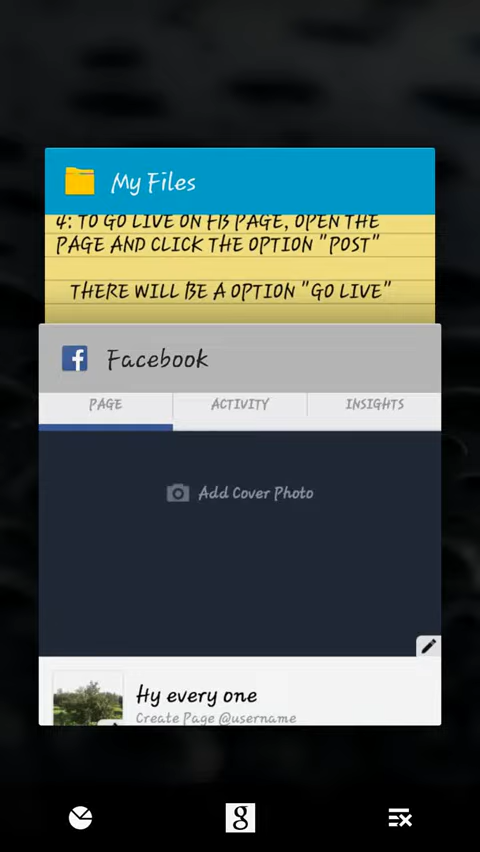 My Files
4: TO GO LIVE ON FB PAGE, OPEN THE
PAGE AND CLICK THE OPTION "POST"
THERE WILL BE A OPTION "GO LIVE"
Facebook
PAGE ACTIVITY INSIGHTS
Add Cover Photo
Hy every one
Create Page @username
g